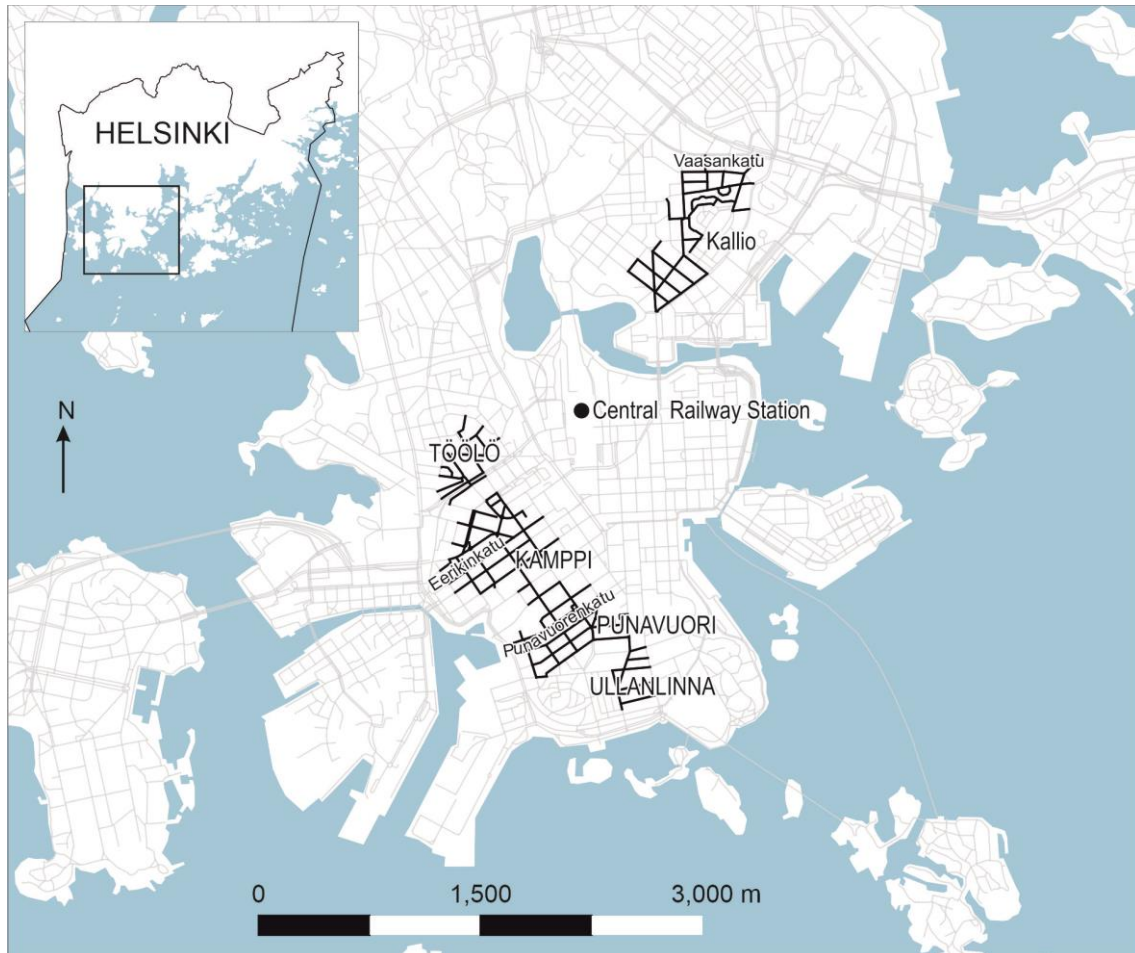 HELSINKI
Vaasankatu
Kallio
N
Central Railway Station
TÖÖLÖ
Eerikinkatu
KAMPPI
Punavuorenkatu
PUNAVUORI
ULLANLINNA
0 1,500 3,000 m